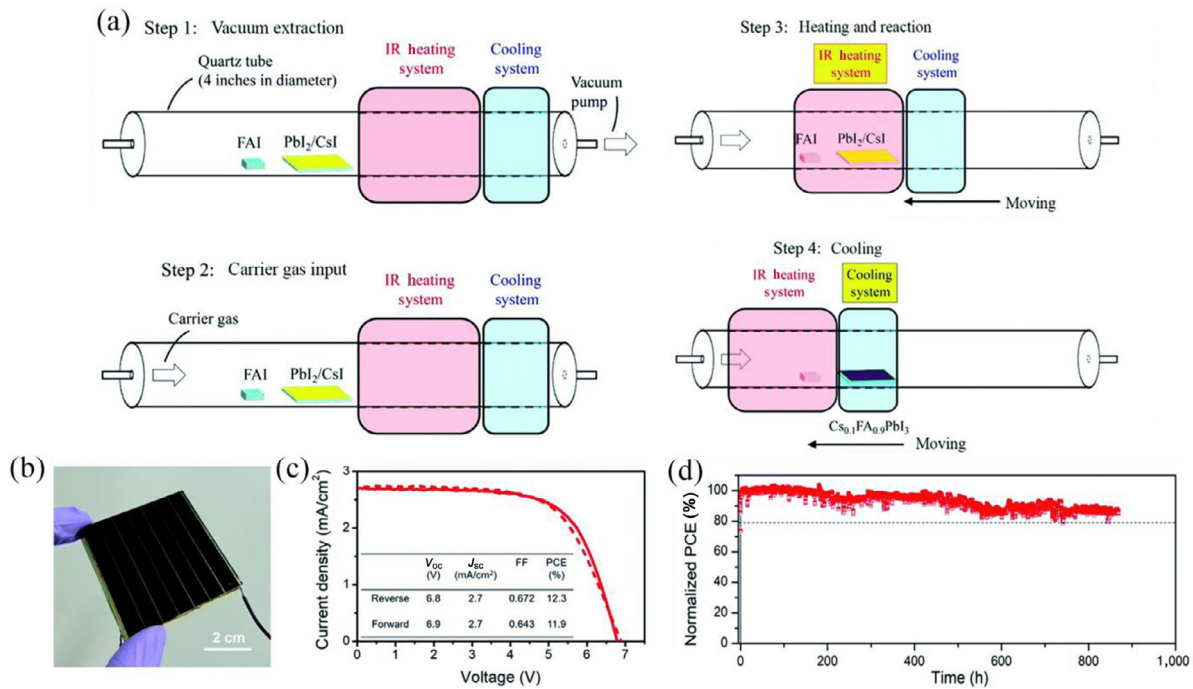 (a)
Step 1: Vacuum extraction
Quartz tube
(4 inches in diameter)
IR heating
system
Cooling
system
Vacuum
pump
FAI
PbI₂/CsI
Step 3: Heating and reaction
IR heating
system
Cooling
system
FAI
PbI₂/CsI
Moving
Step 2: Carrier gas input
IR heating
system
Cooling
system
Carrier gas
FAI
PbI₂/CsI
Step 4: Cooling
IR heating
system
Cooling
system
Cs₀.₁FA₀.₉PbI₃
Moving
(b)
2 cm
(c)
Current density (mA/cm²)
3
2
1
0
V_OC J_SC FF PCE
(V) (mA/cm²) (%)
Reverse 6.8 2.7 0.672 12.3
Forward 6.9 2.7 0.643 11.9
0 1 2 3 4 5 6 7
Voltage (V)
(d)
Normalized PCE (%)
100
80
60
40
20
0
0 200 400 600 800 1,000
Time (h)